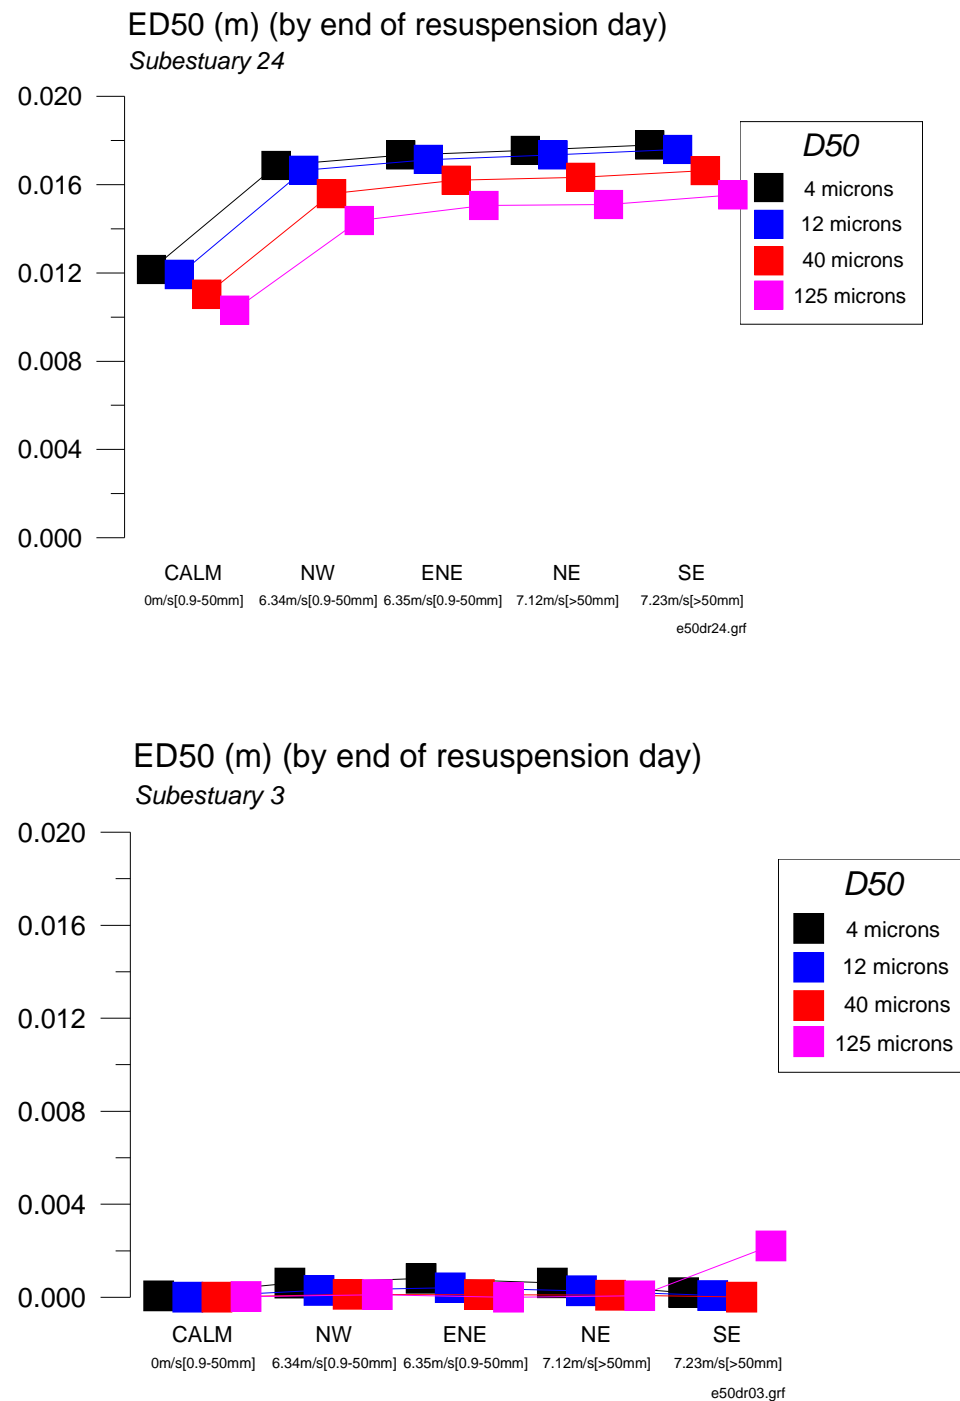 ED50 (m) (by end of resuspension day)
Subestuary 24
0.020
0.016
0.012
0.008
0.004
0.000
D50
4 microns
12 microns
40 microns
125 microns
CALM NW ENE NE SE
0m/s[0.9-50mm] 6.34m/s[0.9-50mm] 6.35m/s[0.9-50mm] 7.12m/s[>50mm] 7.23m/s[>50mm]
e50dr24.grf
ED50 (m) (by end of resuspension day)
Subestuary 3
0.020
0.016
0.012
0.008
0.004
0.000
D50
4 microns
12 microns
40 microns
125 microns
CALM NW ENE NE SE
0m/s[0.9-50mm] 6.34m/s[0.9-50mm] 6.35m/s[0.9-50mm] 7.12m/s[>50mm] 7.23m/s[>50mm]
e50dr03.grf